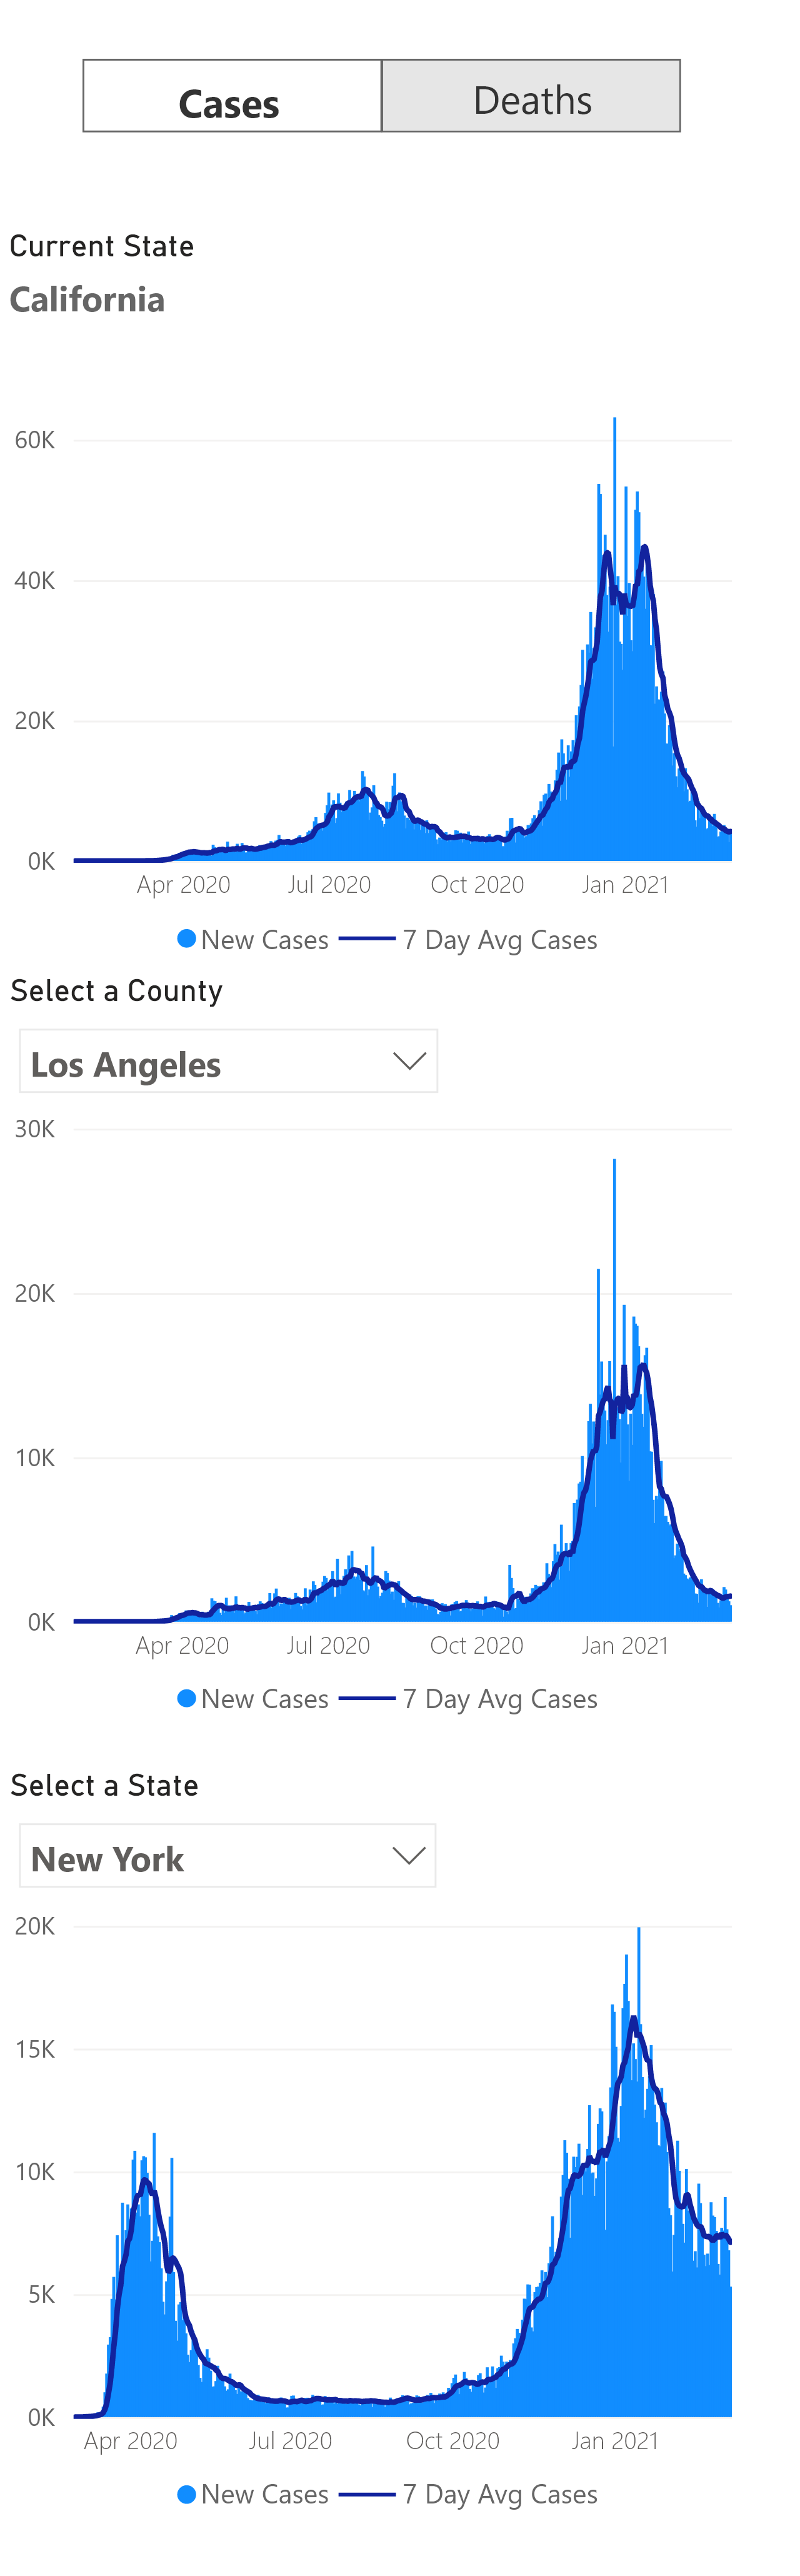 Cases Deaths
Current State
California
60K
40K
20K
0K
Apr 2020 Jul 2020 Oct 2020 Jan 2021
New Cases 7 Day Avg Cases
Select a County
Los Angeles
30K
20K
10K
0K
Apr 2020 Jul 2020 Oct 2020 Jan 2021
New Cases 7 Day Avg Cases
Select a State
New York
20K
15K
10K
5K
0K
Apr 2020 Jul 2020 Oct 2020 Jan 2021
New Cases 7 Day Avg Cases